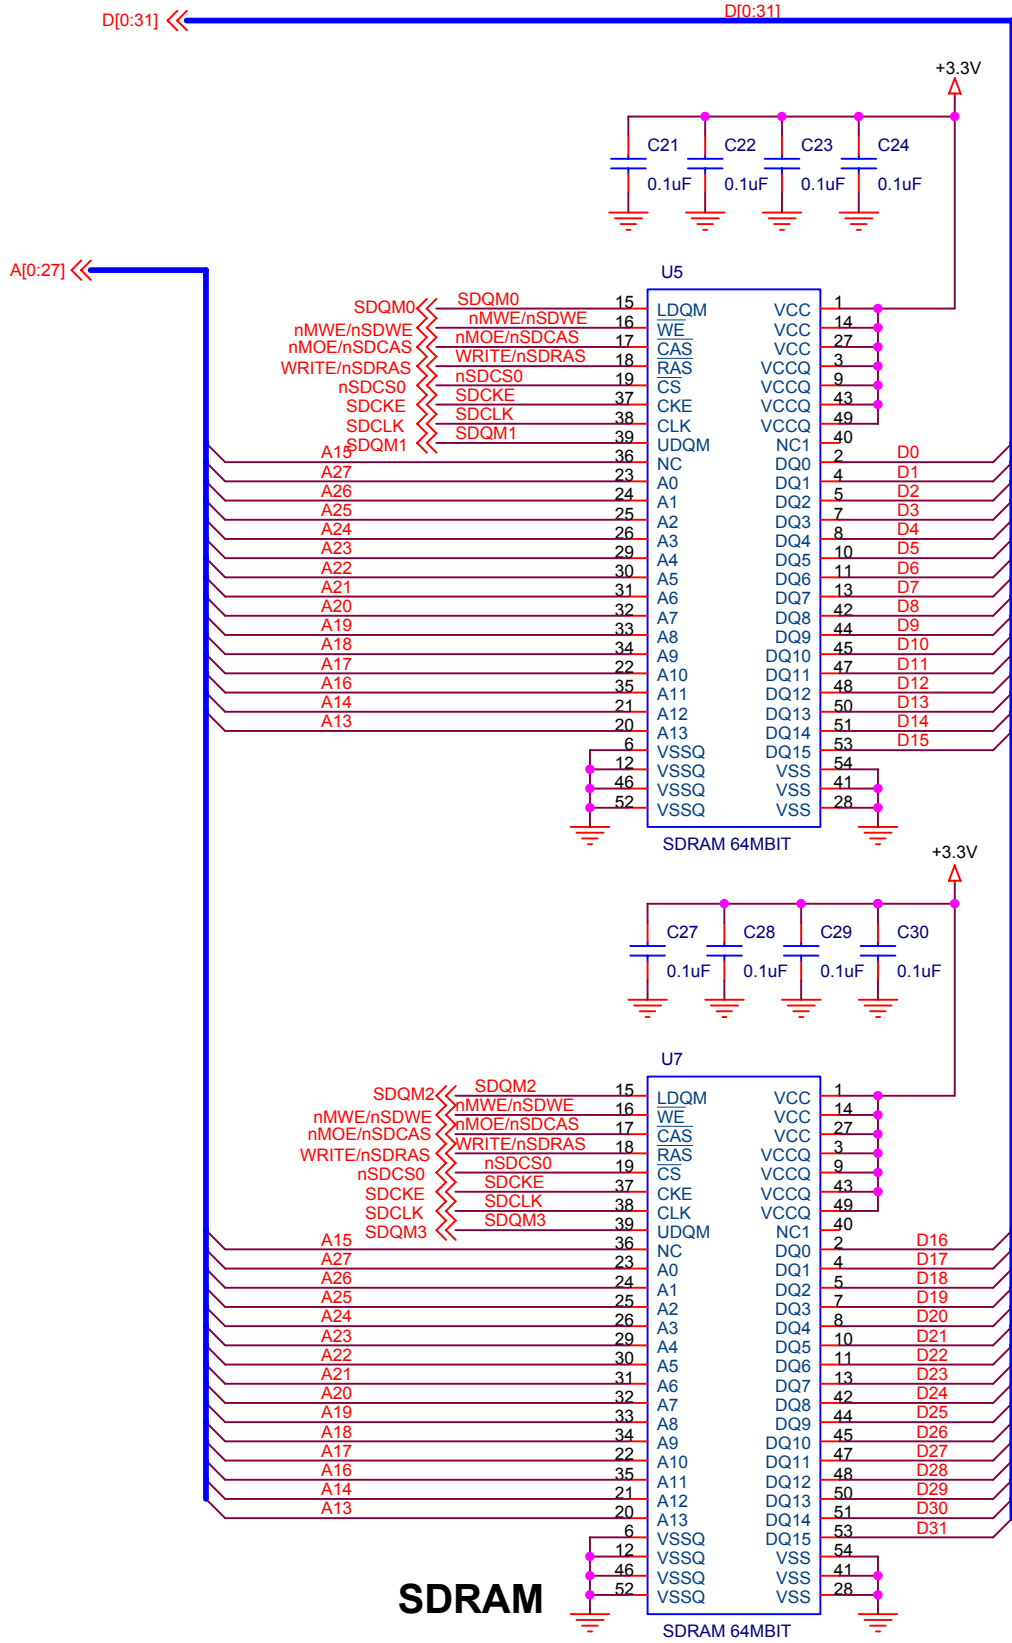 D[0:31] D[0:31]
+3.3V
C21 C22 C23 C24
0.1uF 0.1uF 0.1uF 0.1uF
A[0:27]
U5
SDQM0 SDQM0 15 LDQM VCC 1
nMWE/nSDWE nMWE/nSDWE 16 WE VCC 14
nMOE/nSDCAS nMOE/nSDCAS 17 CAS VCC 27
WRITE/nSDRAS WRITE/nSDRAS 18 RAS VCCQ 3
nSDCS0 nSDCS0 19 CS VCCQ 9
SDCKE SDCKE 37 CKE VCCQ 43
SDCLK SDCLK 38 CLK VCCQ 49
SDQM1 SDQM1 39 UDQM NC1 40
A15 36 NC DQ0 2 D0
A27 23 A0 DQ1 4 D1
A26 24 A1 DQ2 5 D2
A25 25 A2 DQ3 7 D3
A24 26 A3 DQ4 8 D4
A23 29 A4 DQ5 10 D5
A22 30 A5 DQ6 11 D6
A21 31 A6 DQ7 13 D7
A20 32 A7 DQ8 42 D8
A19 33 A8 DQ9 44 D9
A18 34 A9 DQ10 45 D10
A17 22 A10 DQ11 47 D11
A16 35 A11 DQ12 48 D12
A14 21 A12 DQ13 50 D13
A13 20 A13 DQ14 51 D14
6 VSSQ DQ15 53 D15
12 VSSQ VSS 54
46 VSSQ VSS 41
52 VSSQ VSS 28
SDRAM 64MBIT
+3.3V
C27 C28 C29 C30
0.1uF 0.1uF 0.1uF 0.1uF
U7
SDQM2 SDQM2 15 LDQM VCC 1
nMWE/nSDWE nMWE/nSDWE 16 WE VCC 14
nMOE/nSDCAS nMOE/nSDCAS 17 CAS VCC 27
WRITE/nSDRAS WRITE/nSDRAS 18 RAS VCCQ 3
nSDCS0 nSDCS0 19 CS VCCQ 9
SDCKE SDCKE 37 CKE VCCQ 43
SDCLK SDCLK 38 CLK VCCQ 49
SDQM3 SDQM3 39 UDQM NC1 40
A15 36 NC DQ0 2 D16
A27 23 A0 DQ1 4 D17
A26 24 A1 DQ2 5 D18
A25 25 A2 DQ3 7 D19
A24 26 A3 DQ4 8 D20
A23 29 A4 DQ5 10 D21
A22 30 A5 DQ6 11 D22
A21 31 A6 DQ7 13 D23
A20 32 A7 DQ8 42 D24
A19 33 A8 DQ9 44 D25
A18 34 A9 DQ10 45 D26
A17 22 A10 DQ11 47 D27
A16 35 A11 DQ12 48 D28
A14 21 A12 DQ13 50 D29
A13 20 A13 DQ14 51 D30
6 VSSQ DQ15 53 D31
12 VSSQ VSS 54
46 VSSQ VSS 41
52 VSSQ VSS 28
SDRAM
SDRAM 64MBIT